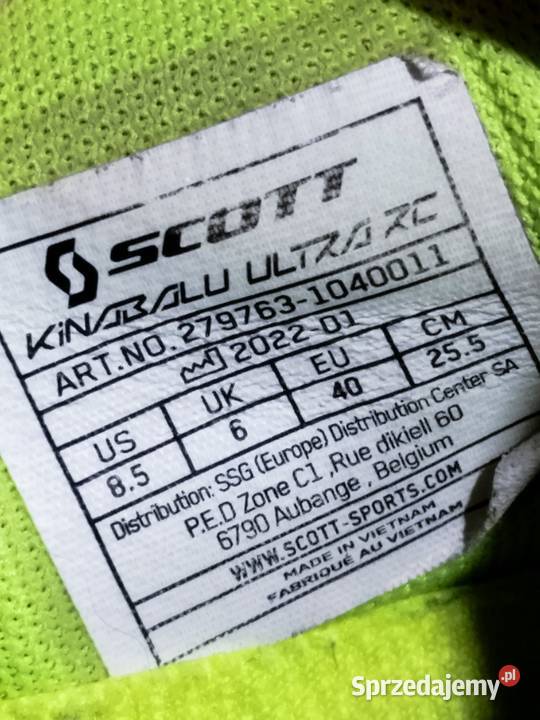 SCOTT
KINABALU ULTRA RC
ART.NO. 279763-1040011
2022-01
US UK EU CM
8.5 6 40 25.5
Distribution: SSG (Europe) Distribution Center SA
P.E.D Zone C1 ,Rue dikiell 60
6790 Aubange , Belgium
WWW.SCOTT-SPORTS.COM
MADE IN VIETNAM
FABRIQUÉ AU VIETNAM
Sprzedajemy.pl